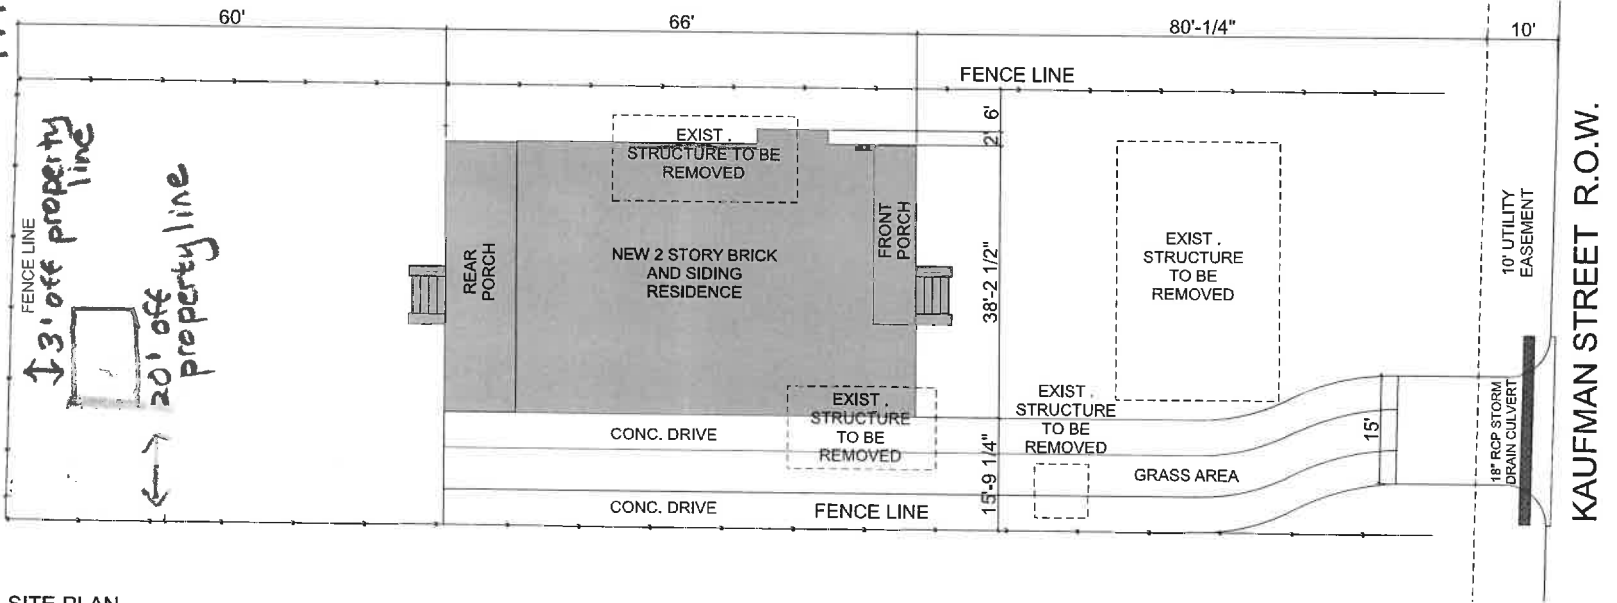 60'
66'
80'-1/4"
10'
FENCE LINE
2' 6'
EXIST .
STRUCTURE TO BE
REMOVED
FENCE LINE
3' off property
line
20' off
property line
REAR
PORCH
NEW 2 STORY BRICK
AND SIDING
RESIDENCE
FRONT
PORCH
38'-2 1/2"
EXIST .
STRUCTURE
TO BE
REMOVED
10' UTILITY
EASEMENT
KAUFMAN STREET R.O.W.
CONC. DRIVE
EXIST .
STRUCTURE
TO BE
REMOVED
EXIST .
STRUCTURE
TO BE
REMOVED
15'-9 1/4"
GRASS AREA
15'
18" RCP STORM
DRAIN CULVERT
CONC. DRIVE
FENCE LINE
SITE PLAN